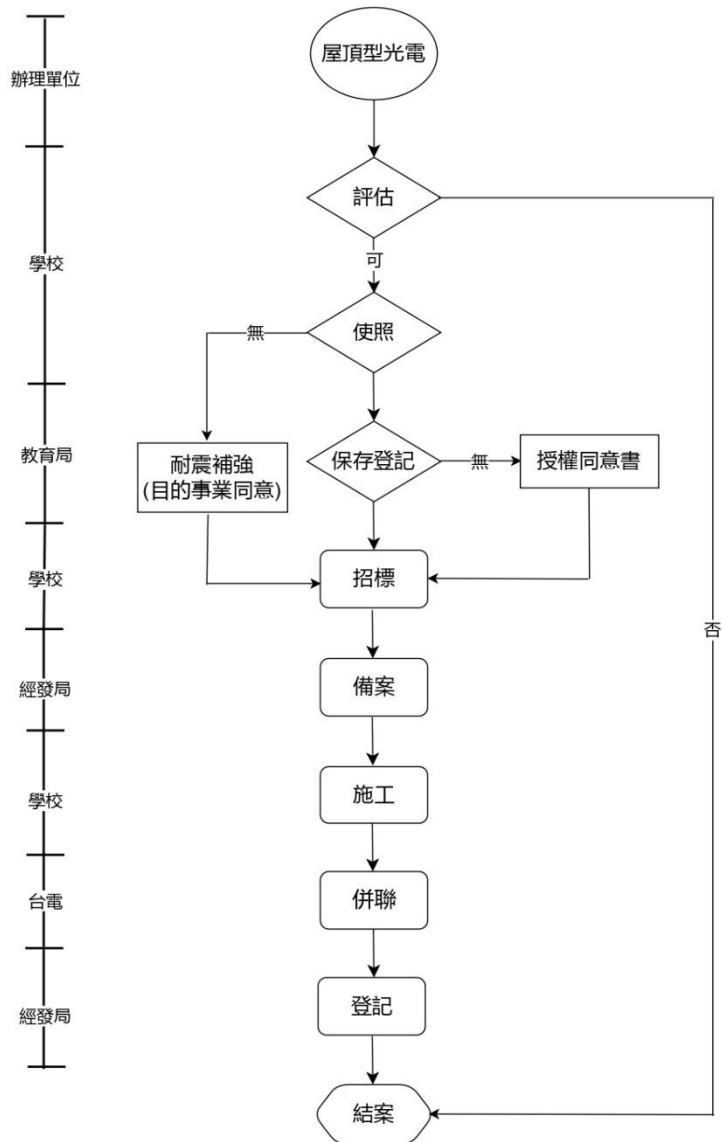 屋頂型光電
辦理單位
評估
學校
可
無
使照
教育局
耐震補強
(目的事業同意)
保存登記
無
授權同意書
學校
招標
否
經發局
備案
學校
施工
台電
併聯
經發局
登記
結案